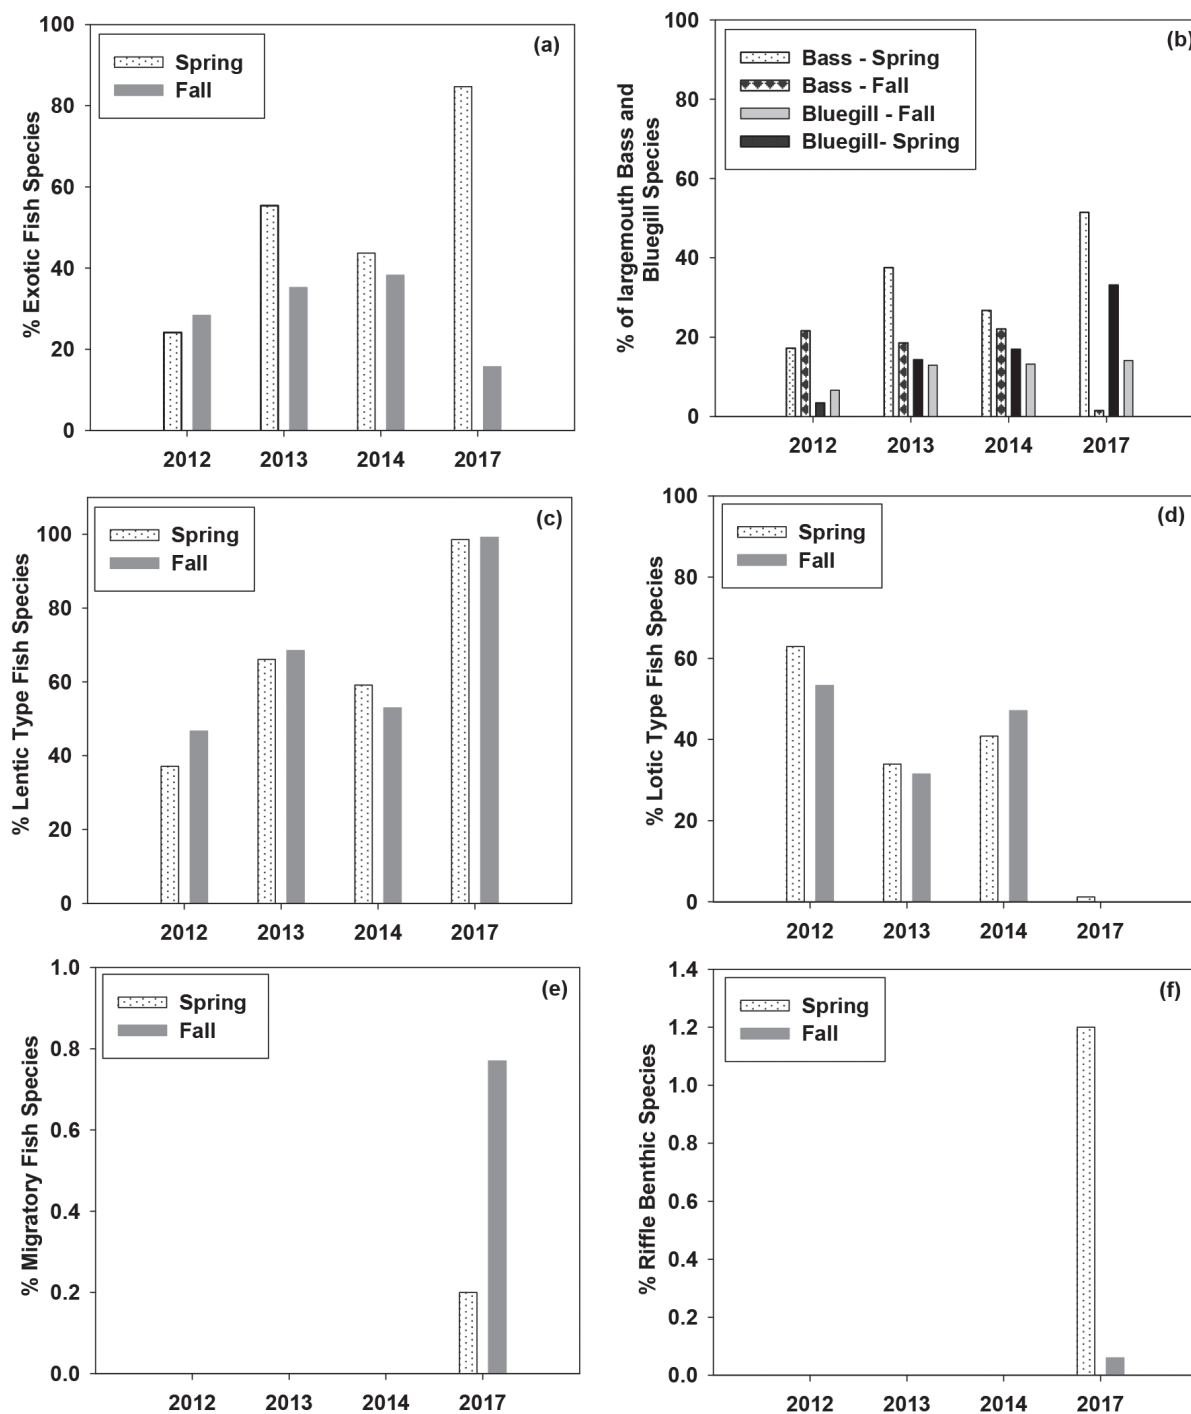 % Exotic Fish Species
100
80
60
40
20
0
(a)
Spring
Fall
2012 2013 2014 2017
% of largemouth Bass and
Bluegill Species
100
80
60
40
20
0
(b)
Bass - Spring
Bass - Fall
Bluegill - Fall
Bluegill- Spring
2012 2013 2014 2017
% Lentic Type Fish Species
100
80
60
40
20
0
(c)
Spring
Fall
2012 2013 2014 2017
% Lotic Type Fish Species
100
80
60
40
20
0
(d)
Spring
Fall
2012 2013 2014 2017
% Migratory Fish Species
1.0
0.8
0.6
0.4
0.2
0.0
(e)
Spring
Fall
2012 2013 2014 2017
% Riffle Benthic Species
1.4
1.2
1.0
0.8
0.6
0.4
0.2
0.0
(f)
Spring
Fall
2012 2013 2014 2017